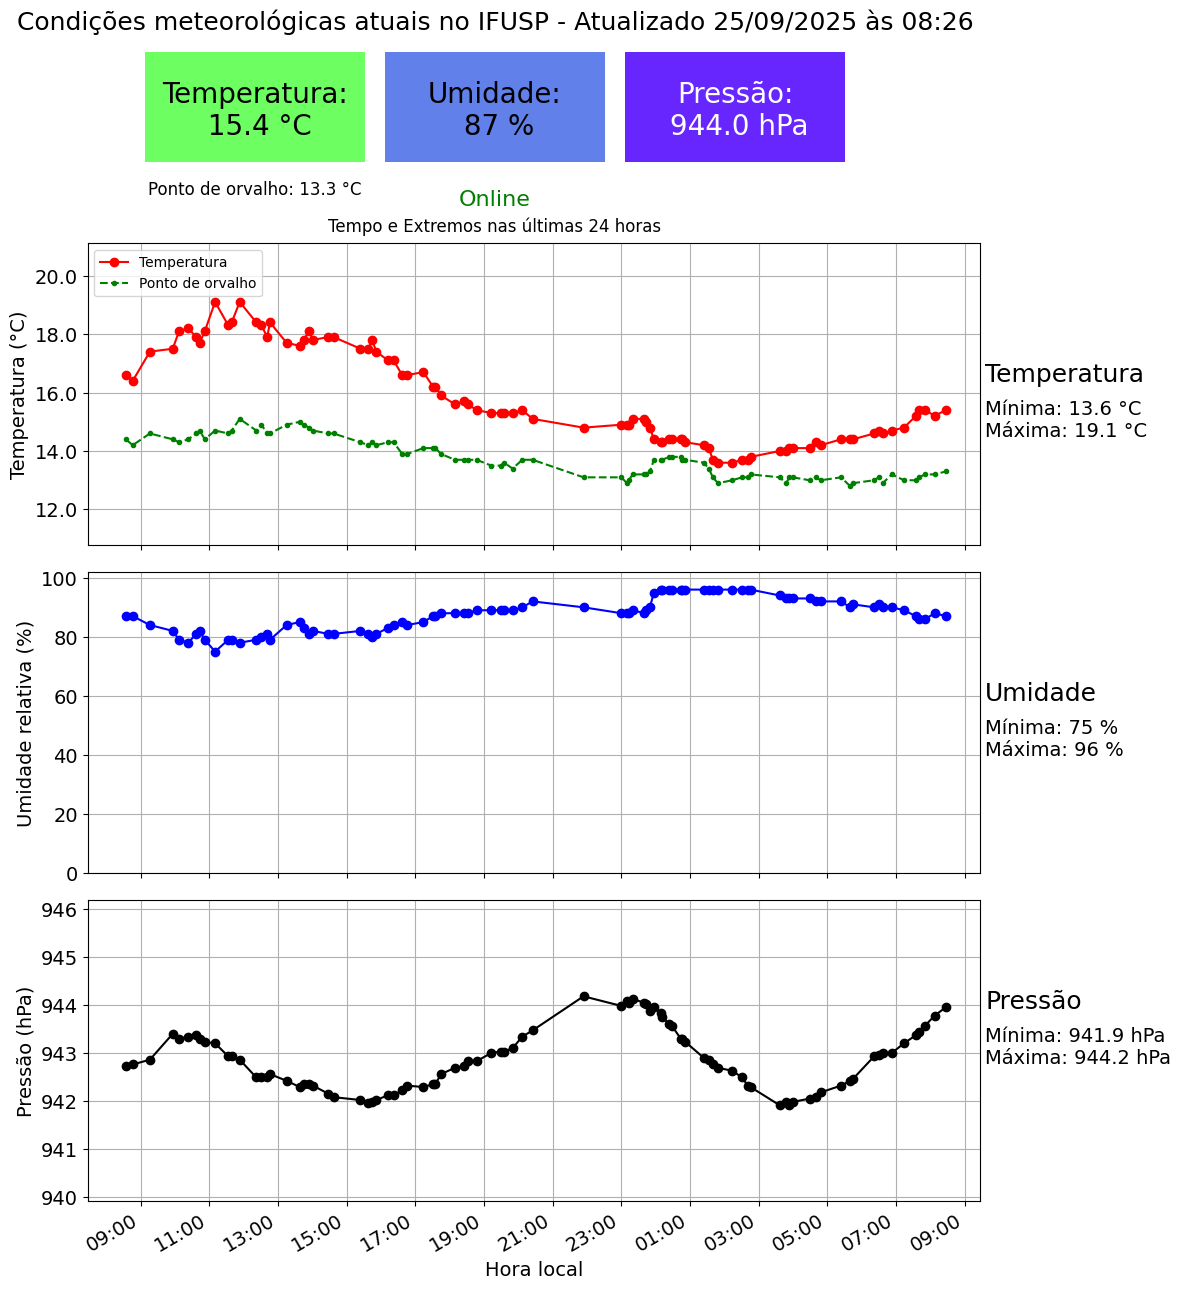 Condições meteorológicas atuais no IFUSP - Atualizado 25/09/2025 às 08:26
Temperatura:
15.4 °C
Umidade:
87 %
Pressão:
944.0 hPa
Ponto de orvalho: 13.3 °C
Online
Tempo e Extremos nas últimas 24 horas
Temperatura
Ponto de orvalho
Temperatura (°C)
20.0
18.0
16.0
14.0
12.0
Temperatura
Mínima: 13.6 °C
Máxima: 19.1 °C
Umidade relativa (%)
100
80
60
40
20
0
Umidade
Mínima: 75 %
Máxima: 96 %
Pressão (hPa)
946
945
944
943
942
941
940
Pressão
Mínima: 941.9 hPa
Máxima: 944.2 hPa
09:00
11:00
13:00
15:00
17:00
19:00
21:00
23:00
01:00
03:00
05:00
07:00
09:00
Hora local